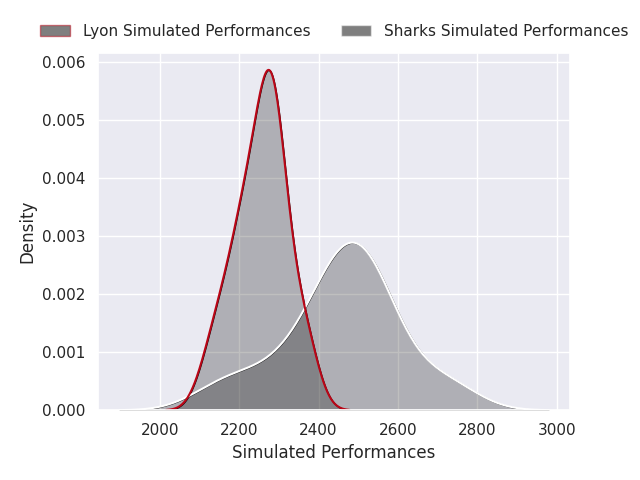 Lyon Simulated Performances Sharks Simulated Performances
0.006
0.005
0.004
0.003
0.002
0.001
0.000
Density
2000 2200 2400 2600 2800 3000
Simulated Performances